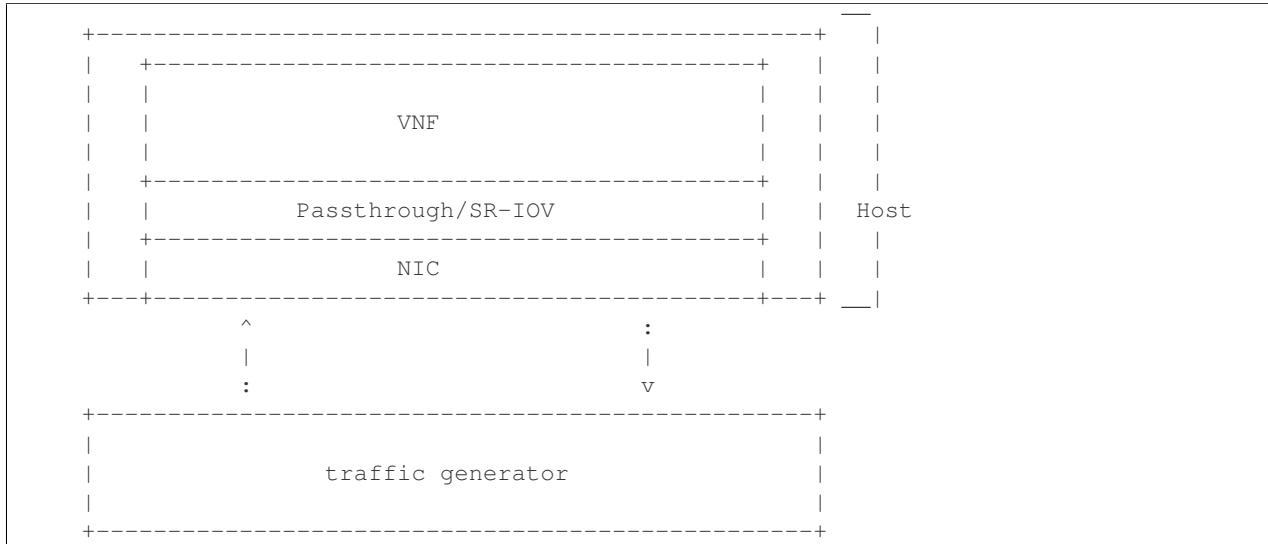 VNF
Passthrough/SR-IOV
Host
NIC
traffic generator